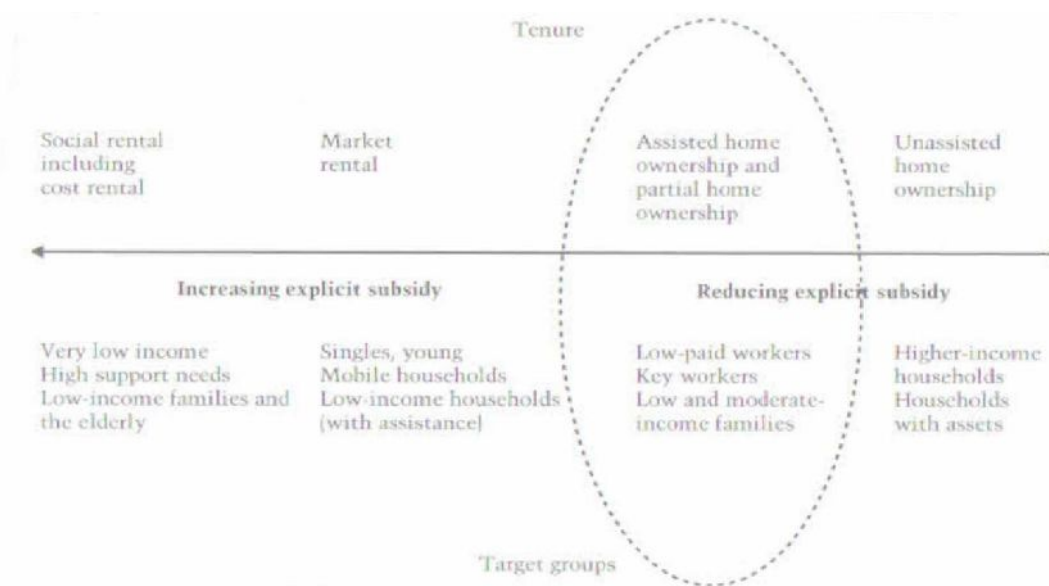 Tenure
Social rental
including
cost rental
Market
rental
Assisted home
ownership and
partial home
ownership
Unassisted
home
ownership
Increasing explicit subsidy
Reducing explicit subsidy
Very low income
High support needs
Low-income families and
the elderly
Singles, young
Mobile households
Low-income households
(with assistance)
Low-paid workers
Key workers
Low and moderate-
income families
Higher-income
households
Households
with assets
Target groups